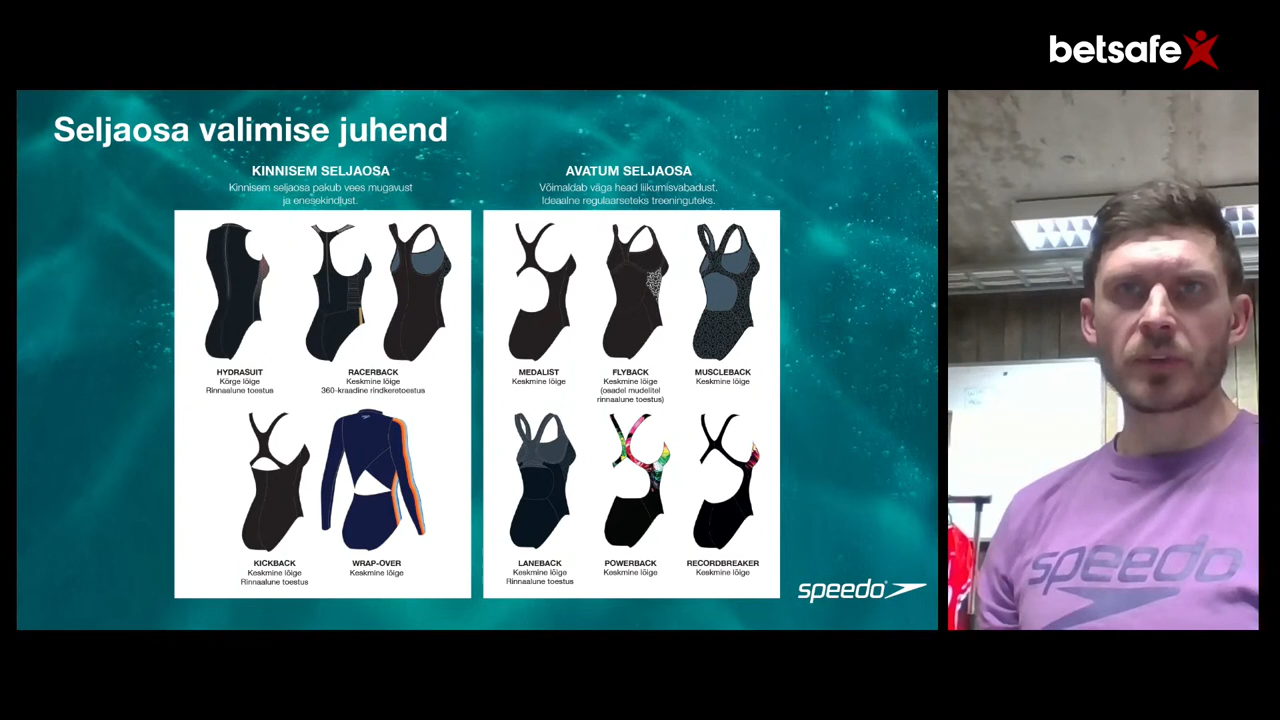 betsafe
Seljaosa valimise juhend
KINNISEM SELJAOSA
Kinnisem seljaosa pakub vees mugavust
ja enesekindlyst.
AVATUM SELJAOSA
Võimaldab väga head liikumisvabadust.
Ideaalne regulaarseteks treeninguteks.
HYDRASUIT
Kõrge lõige
Rinnaalune toestus
RACERBACK
Keskmine lõige
360-kraadine rindkeretoestus
KICKBACK
Keskmine lõige
Rinnaalune toestus
WRAP-OVER
Keskmine lõige
MEDALIST
Keskmine lõige
FLYBACK
Keskmine lõige
(osadel mudelitel
rinnaalune toestus)
MUSCLEBACK
Keskmine lõige
LANEBACK
Keskmine lõige
Rinnaalune toestus
POWERBACK
Keskmine lõige
RECORDBREAKER
Keskmine lõige
speedo
speedo